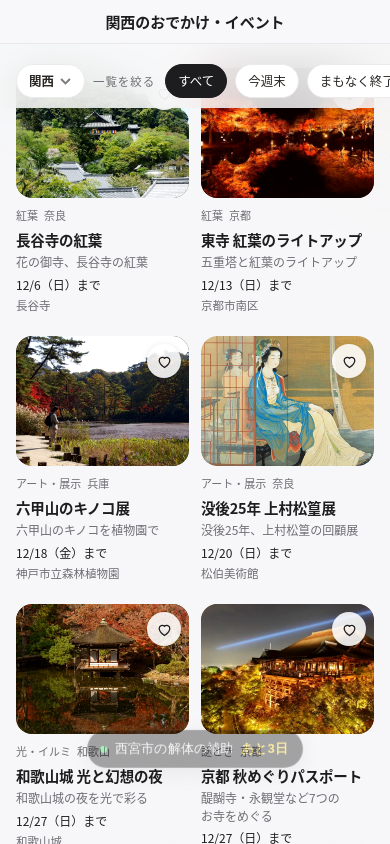 関西のおでかけ・イベント
関西 一覧を絞る すべて 今週末 まもなく終了
紅葉 奈良
長谷寺の紅葉
花の御寺、長谷寺の紅葉
12/6（日）まで
長谷寺
紅葉 京都
東寺 紅葉のライトアップ
五重塔と紅葉のライトアップ
12/13（日）まで
京都市南区
アート・展示 兵庫
六甲山のキノコ展
六甲山のキノコを植物園で
12/18（金）まで
神戸市立森林植物園
アート・展示 奈良
没後25年 上村松篁展
没後25年、上村松篁の回顧展
12/20（日）まで
松伯美術館
光・イルミ 和歌山
和歌山城 光と幻想の夜
和歌山城の夜を光で彩る
12/27（日）まで
和歌山城
京都 秋めぐりパスポート
醍醐寺・永観堂など7つの
お寺をめぐる
12/27（日）まで
西宮市の解体の補助 あと3日